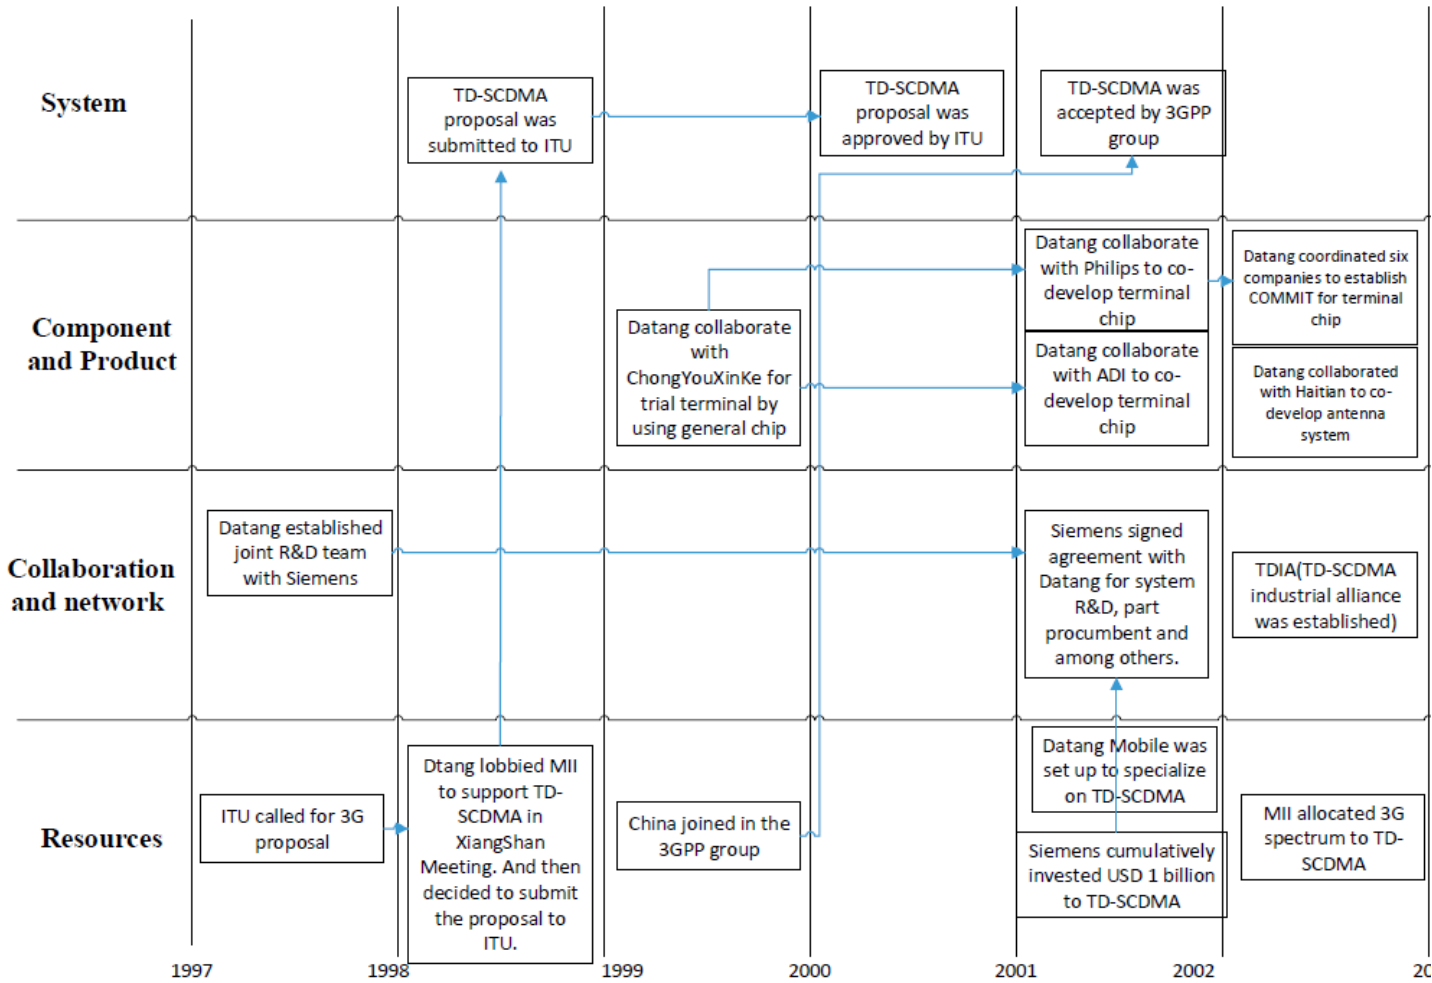 System
TD-SCDMA
proposal was
submitted to ITU
TD-SCDMA
proposal was
approved by ITU
TD-SCDMA was
accepted by 3GPP
group
Component
and Product
Datang collaborate
with
ChongYouXinKe for
trial terminal by
using general chip
Datang collaborate
with Philips to co-
develop terminal
chip
Datang collaborate
with ADI to co-
develop terminal
chip
Datang coordinated six
companies to establish
COMMIT for terminal
chip
Datang collaborated
with Haitian to co-
develop antenna
system
Collaboration
and network
Datang established
joint R&D team
with Siemens
Siemens signed
agreement with
Datang for system
R&D, part
procumbent and
among others.
TDIA(TD-SCDMA
industrial alliance
was established)
Resources
ITU called for 3G
proposal
Dtang lobbied MII
to support TD-
SCDMA in
XiangShan
Meeting. And then
decided to submit
the proposal to
ITU.
China joined in the
3GPP group
Datang Mobile was
set up to specialize
on TD-SCDMA
Siemens cumulatively
invested USD 1 billion
to TD-SCDMA
MII allocated 3G
spectrum to TD-
SCDMA
1997
1998
1999
2000
2001
2002
20